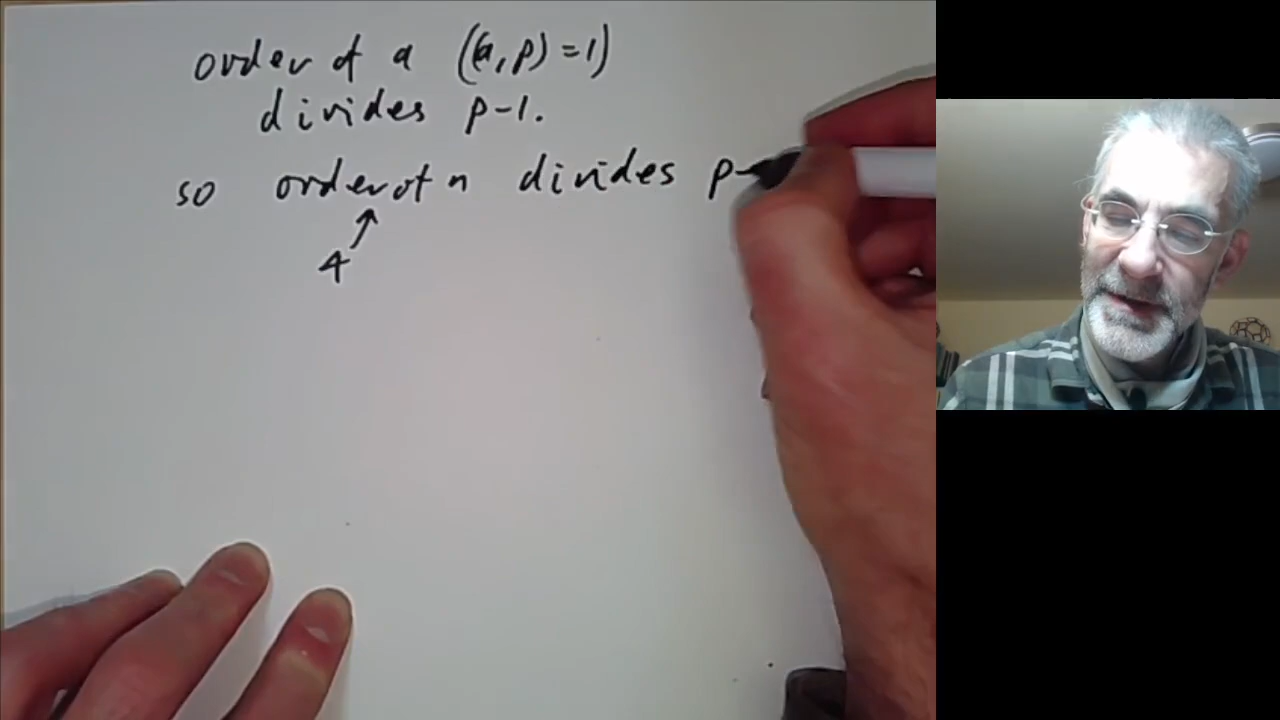 order of a (a, p) = 1)
divides p-1.
so order of n divides p-
4